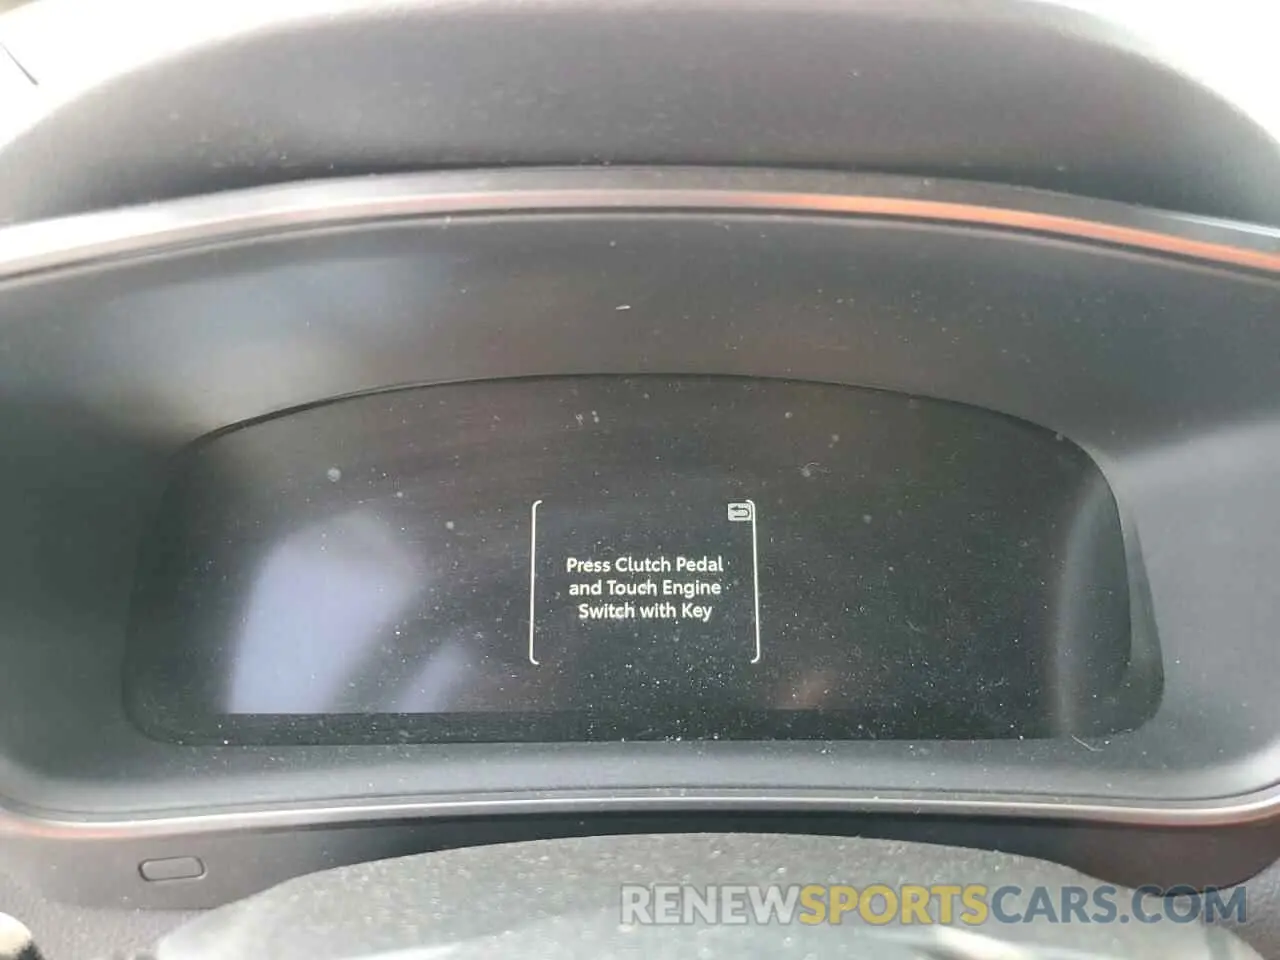 Press Clutch Pedal
and Touch Engine
Switch with Key
RENEWSPORTSCARS.COM